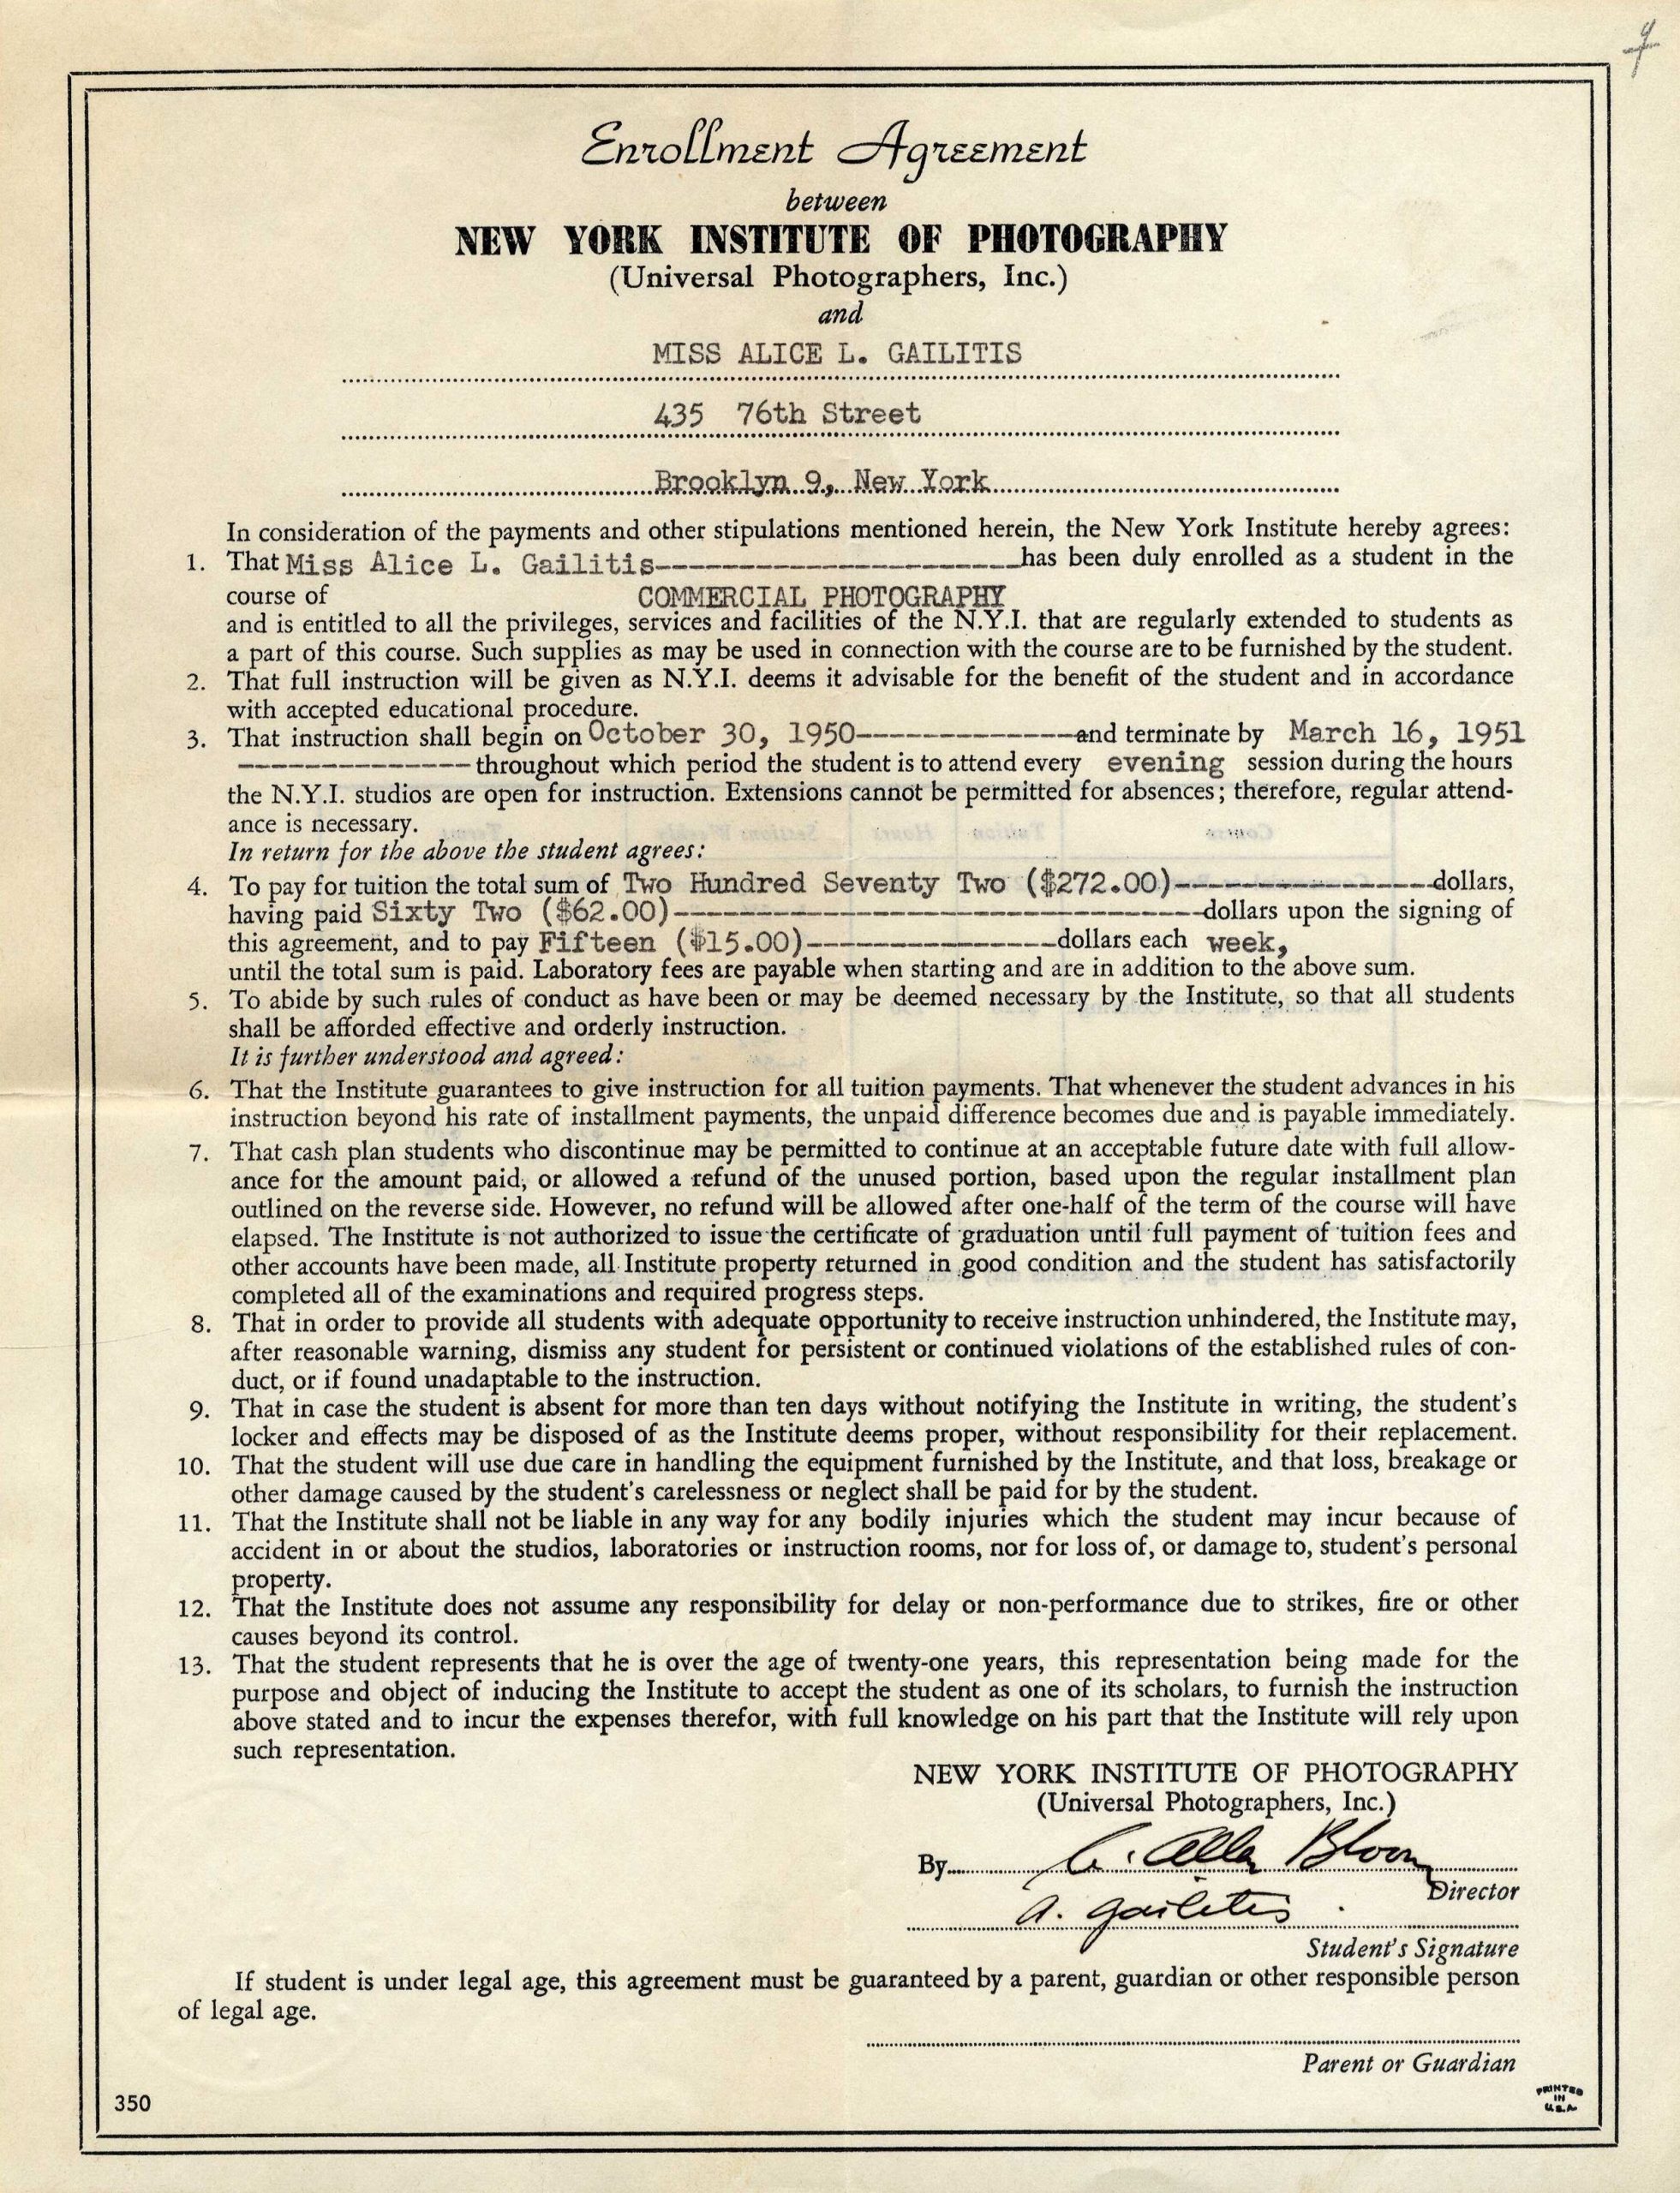 Enrollment Agreement
between
NEW YORK INSTITUTE OF PHOTOGRAPHY
(Universal Photographers, Inc.)
and
MISS ALICE L. GAILITIS
435 76th Street
Brooklyn 9, New York
In consideration of the payments and other stipulations mentioned herein, the New York Institute hereby agrees:
1. That Miss Alice L. Gailitis has been duly enrolled as a student in the
course of COMMERCIAL PHOTOGRAPHY
and is entitled to all the privileges, services and facilities of the N.Y.I. that are regularly extended to students as
a part of this course. Such supplies as may be used in connection with the course are to be furnished by the student.
2. That full instruction will be given as N.Y.I. deems it advisable for the benefit of the student and in accordance
with accepted educational procedure.
3. That instruction shall begin on October 30, 1950 and terminate by March 16, 1951
throughout which period the student is to attend every evening session during the hours
the N.Y.I. studios are open for instruction. Extensions cannot be permitted for absences; therefore, regular attend-
ance is necessary.
In return for the above the student agrees:
4. To pay for tuition the total sum of Two Hundred Seventy Two ($272.00) dollars,
having paid Sixty Two ($62.00) dollars upon the signing of
this agreement, and to pay Fifteen ($15.00) dollars each week,
until the total sum is paid. Laboratory fees are payable when starting and are in addition to the above sum.
5. To abide by such rules of conduct as have been or may be deemed necessary by the Institute, so that all students
shall be afforded effective and orderly instruction.
It is further understood and agreed:
6. That the Institute guarantees to give instruction for all tuition payments. That whenever the student advances in his
instruction beyond his rate of installment payments, the unpaid difference becomes due and is payable immediately.
7. That cash plan students who discontinue may be permitted to continue at an acceptable future date with full allow-
ance for the amount paid, or allowed a refund of the unused portion, based upon the regular installment plan
outlined on the reverse side. However, no refund will be allowed after one-half of the term of the course will have
elapsed. The Institute is not authorized to issue the certificate of graduation until full payment of tuition fees and
other accounts have been made, all Institute property returned in good condition and the student has satisfactorily
completed all of the examinations and required progress steps.
8. That in order to provide all students with adequate opportunity to receive instruction unhindered, the Institute may,
after reasonable warning, dismiss any student for persistent or continued violations of the established rules of con-
duct, or if found unadaptable to the instruction.
9. That in case the student is absent for more than ten days without notifying the Institute in writing, the student's
locker and effects may be disposed of as the Institute deems proper, without responsibility for their replacement.
10. That the student will use due care in handling the equipment furnished by the Institute, and that loss, breakage or
other damage caused by the student's carelessness or neglect shall be paid for by the student.
11. That the Institute shall not be liable in any way for any bodily injuries which the student may incur because of
accident in or about the studios, laboratories or instruction rooms, nor for loss of, or damage to, student's personal
property.
12. That the Institute does not assume any responsibility for delay or non-performance due to strikes, fire or other
causes beyond its control.
13. That the student represents that he is over the age of twenty-one years, this representation being made for the
purpose and object of inducing the Institute to accept the student as one of its scholars, to furnish the instruction
above stated and to incur the expenses therefor, with full knowledge on his part that the Institute will rely upon
such representation.
NEW YORK INSTITUTE OF PHOTOGRAPHY
(Universal Photographers, Inc.)
By Allan Bloom
Director
A. Gailitis
Student's Signature
If student is under legal age, this agreement must be guaranteed by a parent, guardian or other responsible person
of legal age.
Parent or Guardian
350
PRINTED
IN
U.S.A.